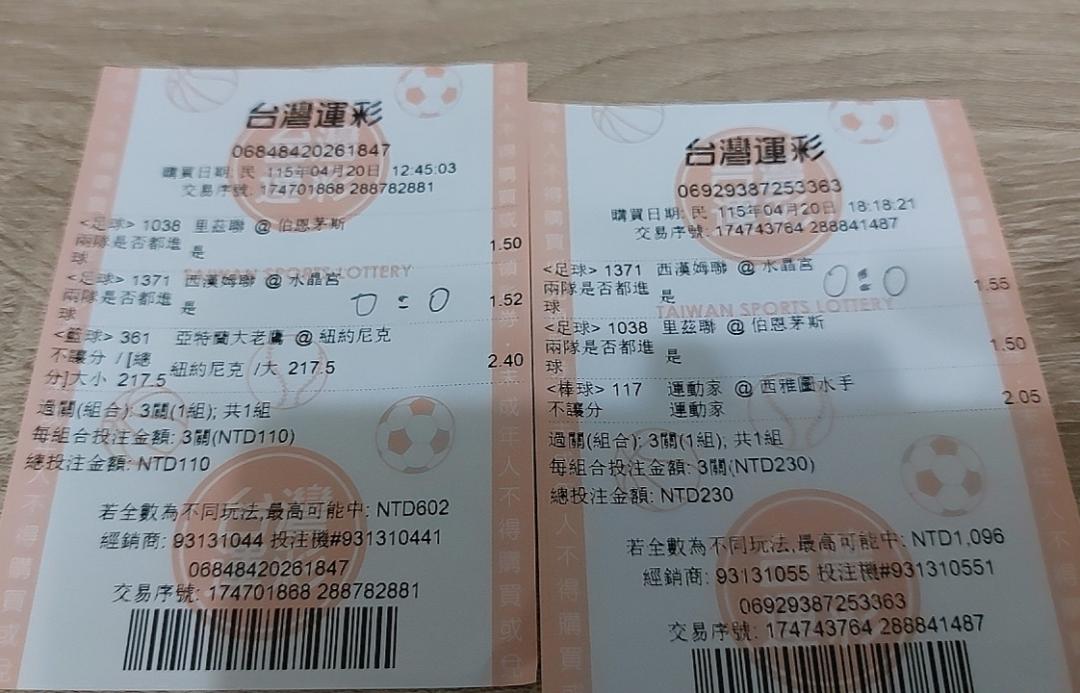 台灣運彩
06848420261847
購買日期: 民 115年04月20日 12:45:03
交易序號: 174701868 288782881
<足球> 1038 里茲聯 @ 伯恩茅斯
兩隊是否都進球 是 1.50
TAIWAN SPORTS LOTTERY
<足球> 1371 西漢姆聯 @ 水晶宮
兩隊是否都進球 是 0:0 1.52
<籃球> 361 亞特蘭大老鷹 @ 紐約尼克
不讓分 /[總分]大小 217.5 紐約尼克 /大 217.5 2.40
過關(組合): 3關(1組); 共1組
每組合投注金額: 3關(NTD110)
總投注金額: NTD110
若全數為不同玩法,最高可能中: NTD602
經銷商: 93131044 投注機#931310441
06848420261847
交易序號: 174701868 288782881
台灣運彩
06929387253363
購買日期: 民 115年04月20日 18:18:21
交易序號: 174743764 288841487
<足球> 1371 西漢姆聯 @ 水晶宮
兩隊是否都進球 是 0:0 1.55
TAIWAN SPORTS LOTTERY
<足球> 1038 里茲聯 @ 伯恩茅斯
兩隊是否都進球 是 1.50
<棒球> 117 運動家 @ 西雅圖水手
不讓分 運動家 2.05
過關(組合): 3關(1組); 共1組
每組合投注金額: 3關(NTD230)
總投注金額: NTD230
若全數為不同玩法,最高可能中: NTD1,096
經銷商: 93131055 投注機#931310551
06929387253363
交易序號: 174743764 288841487